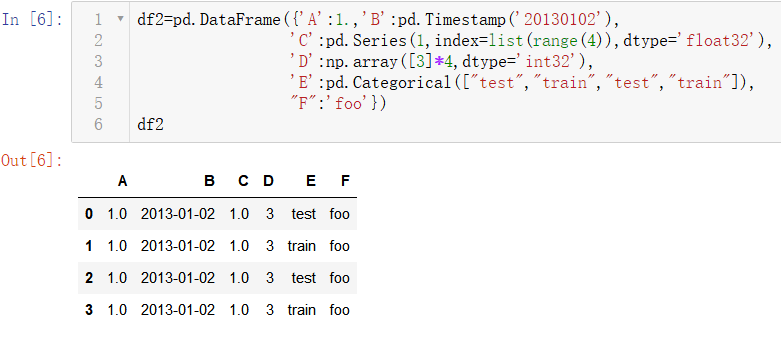 In [6]:
1 df2=pd.DataFrame({'A':1.,'B':pd.Timestamp('20130102'),
2 'C':pd.Series(1,index=list(range(4)),dtype='float32'),
3 'D':np.array([3]*4,dtype='int32'),
4 'E':pd.Categorical(["test","train","test","train"]),
5 "F":'foo'})
6 df2
Out[6]:
A B C D E F
0 1.0 2013-01-02 1.0 3 test foo
1 1.0 2013-01-02 1.0 3 train foo
2 1.0 2013-01-02 1.0 3 test foo
3 1.0 2013-01-02 1.0 3 train foo